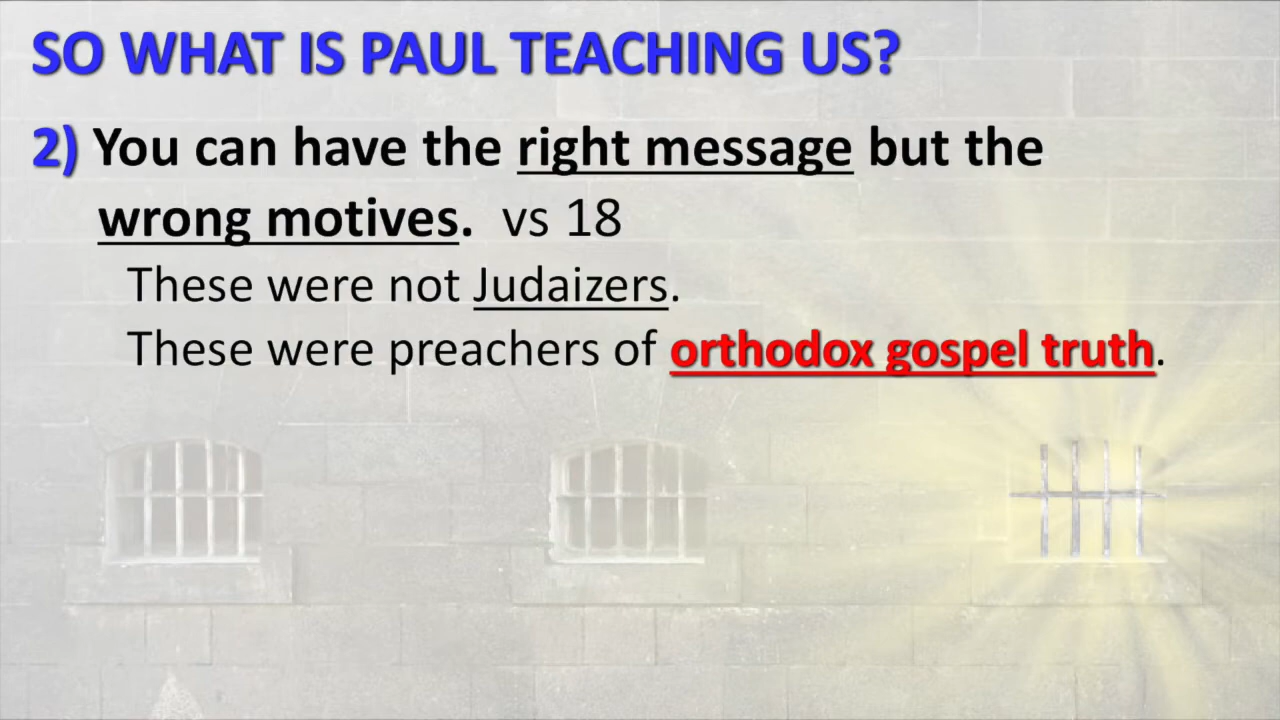 SO WHAT IS PAUL TEACHING US?
2) You can have the right message but the
wrong motives. vs 18
These were not Judaizers.
These were preachers of orthodox gospel truth.